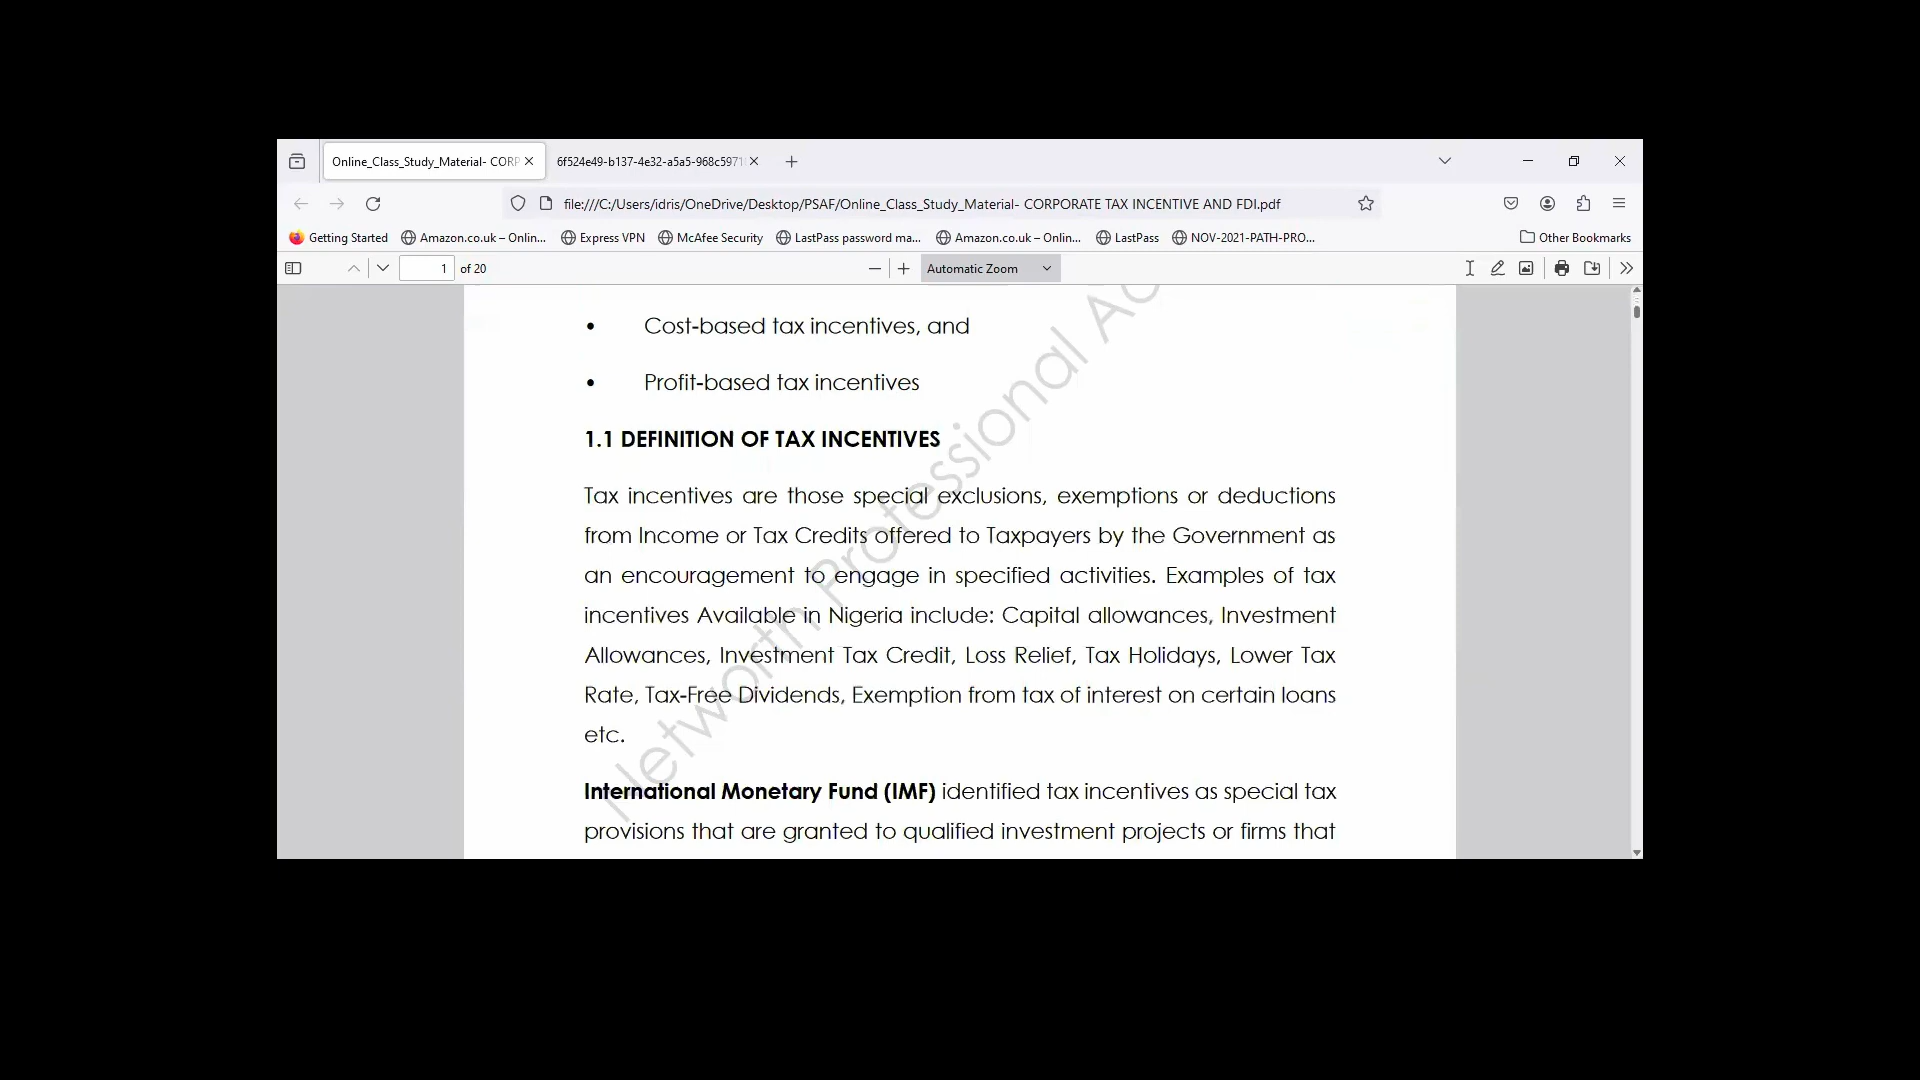 Online_Class_Study_Material- CORP
6f524e49-b137-4e32-a5a5-968c5971
file:///C:/Users/idris/OneDrive/Desktop/PSAF/Online_Class_Study_Material- CORPORATE TAX INCENTIVE AND FDI.pdf
Getting Started Amazon.co.uk – Onlin... Express VPN McAfee Security LastPass password ma... Amazon.co.uk – Onlin... LastPass NOV-2021-PATH-PRO... Other Bookmarks
1 of 20 Automatic Zoom
• Cost-based tax incentives, and
• Profit-based tax incentives
1.1 DEFINITION OF TAX INCENTIVES
Tax incentives are those special exclusions, exemptions or deductions
from Income or Tax Credits offered to Taxpayers by the Government as
an encouragement to engage in specified activities. Examples of tax
incentives Available in Nigeria include: Capital allowances, Investment
Allowances, Investment Tax Credit, Loss Relief, Tax Holidays, Lower Tax
Rate, Tax-Free Dividends, Exemption from tax of interest on certain loans
etc.
International Monetary Fund (IMF) identified tax incentives as special tax
provisions that are granted to qualified investment projects or firms that
Networth Professional Ac